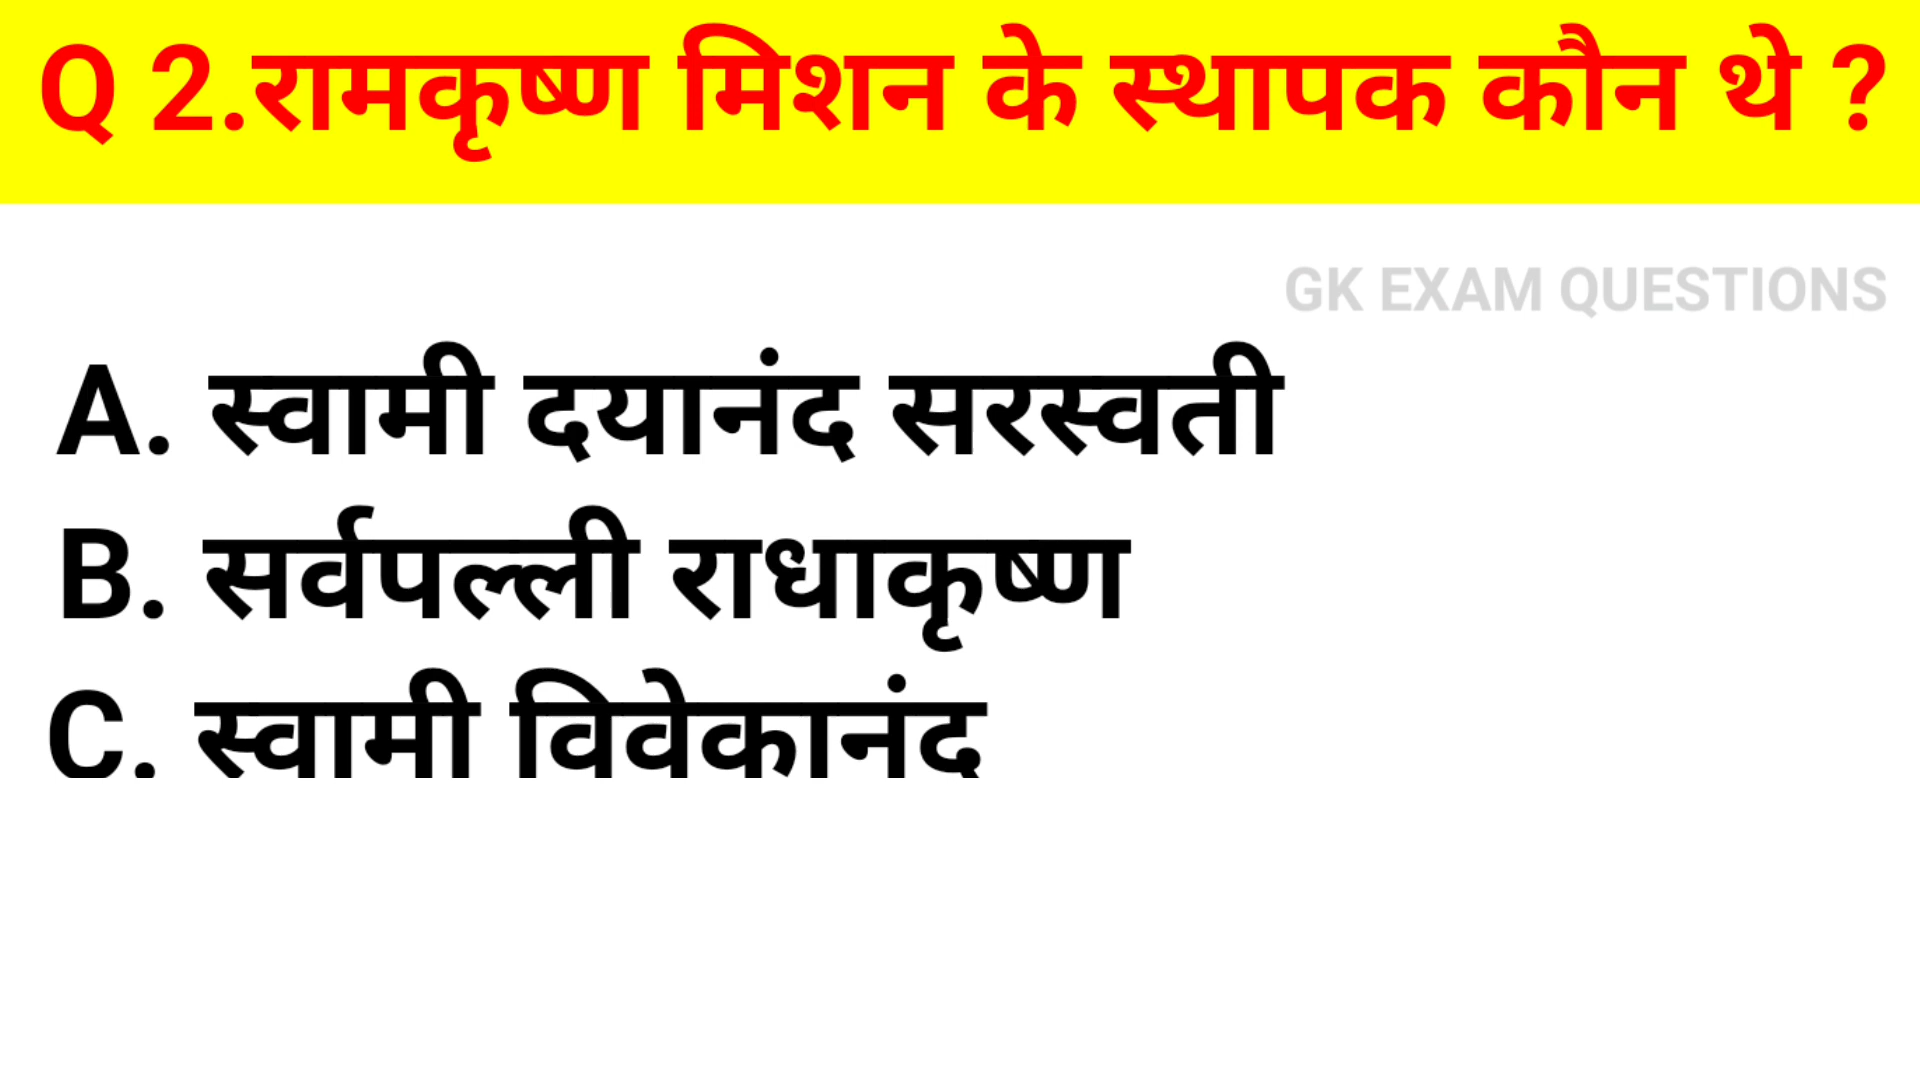 Q 2.रामकृष्ण मिशन के स्थापक कौन थे ?
GK EXAM QUESTIONS
A. स्वामी दयानंद सरस्वती
B. सर्वपल्ली राधाकृष्ण
C. स्वामी विवेकानंद